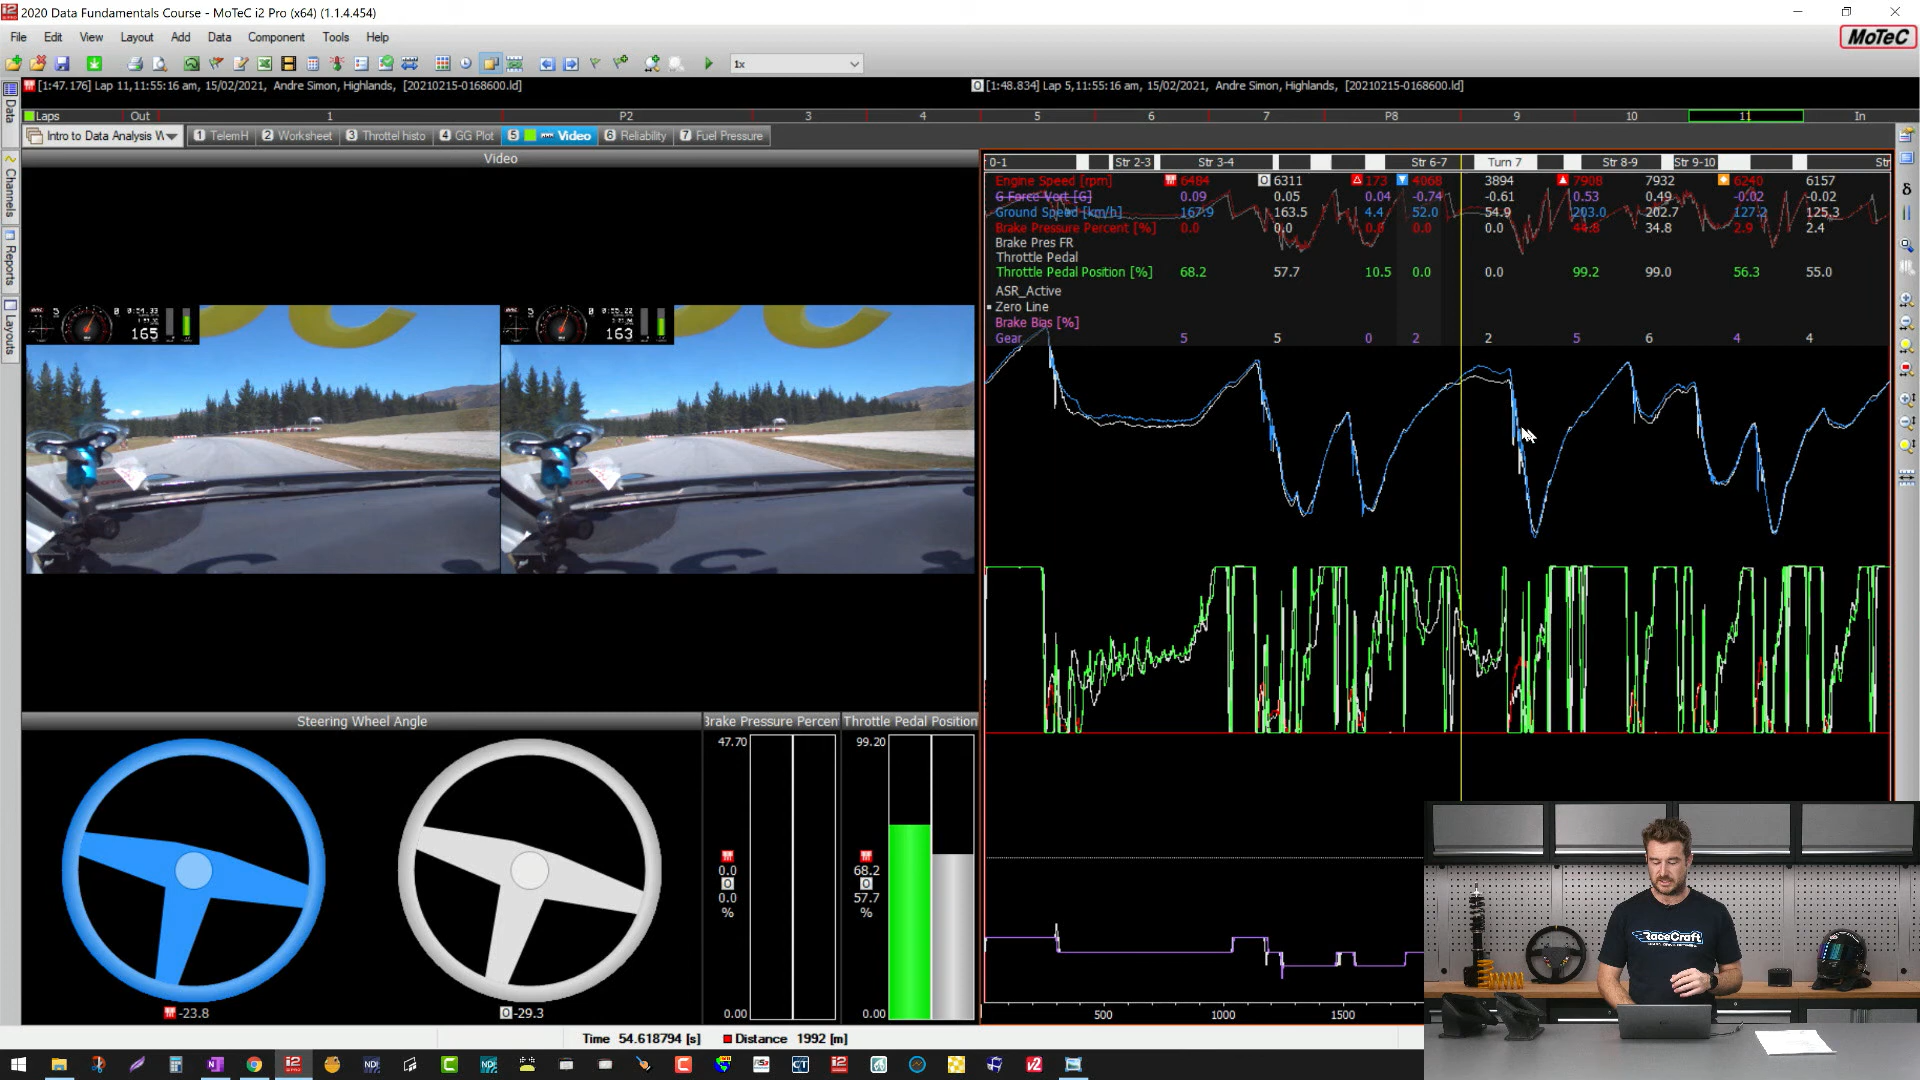 2020 Data Fundamentals Course - MoTeC i2 Pro (x64) (1.1.4.454)
File Edit View Layout Add Data Component Tools Help
MoTeC
1x
[1:47.176] Lap 11,11:55:16 am, 15/02/2021, Andre Simon, Highlands, [20210215-0168600.ld]
[1:48.834] Lap 5,11:55:16 am, 15/02/2021, Andre Simon, Highlands, [20210215-0168600.ld]
Laps Out 1 P2 3 4 5 6 7 P8 9 10 11 In
Intro to Data Analysis W 1 TelemH 2 Worksheet 3 Throttel histo 4 GG Plot 5 Video 6 Reliability 7 Fuel Pressure
Data
Channels
Reports
Layouts
Video
165
163
0-1 Str 2-3 Str 3-4 Str 6-7 Turn 7 Str 8-9 Str 9-10 Str
Engine Speed [rpm] 6484 6311 173 4068 3894 7908 7932 6240 6157
G Force Vert [G] 0.09 0.05 0.04 -0.74 -0.61 0.53 0.49 -0.02 -0.02
Ground Speed [km/h] 167.9 163.5 4.4 52.0 54.9 203.0 202.7 127.2 125.3
Brake Pressure Percent [%] 0.0 0.0 0.0 0.0 0.0 44.8 34.8 2.9 2.4
Brake Pres FR
Throttle Pedal
Throttle Pedal Position [%] 68.2 57.7 10.5 0.0 0.0 99.2 99.0 56.3 55.0
ASR_Active
Zero Line
Brake Bias [%]
Gear 5 5 0 2 2 5 6 4 4
500 1000 1500
Steering Wheel Angle
-23.8
-29.3
Brake Pressure Percen
47.70
0.0
0.0
%
0.00
Throttle Pedal Position
99.20
68.2
57.7
%
0.00
Time 54.618794 [s] Distance 1992 [m]
RaceCraft